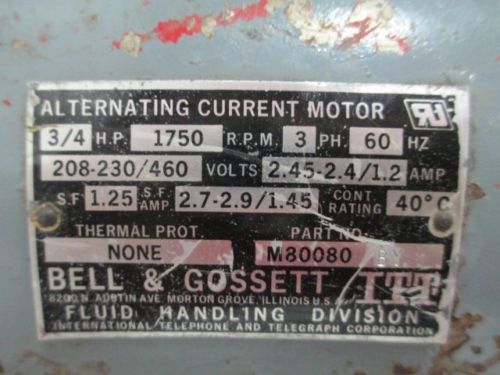 ALTERNATING CURRENT MOTOR
3/4 H.P. 1750 R.P.M. 3 PH. 60 HZ
208-230/460 VOLTS 2.45-2.4/1.2 AMP
S.F 1.25 S.F. AMP. 2.7-2.9/1.45 CONT RATING 40°C
THERMAL PROT. PART NO.
NONE M80080
BELL & GOSSETT ITT
8200 N. AUSTIN AVE. MORTON GROVE, ILLINOIS U.S.
FLUID HANDLING DIVISION
INTERNATIONAL TELEPHONE AND TELEGRAPH CORPORATION